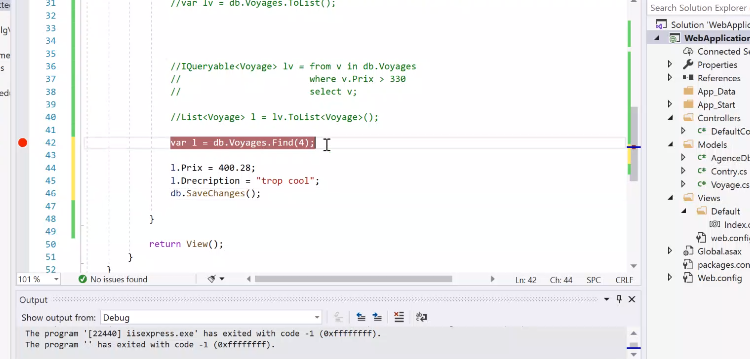 31 //var lv = db.Voyages.ToList();
32
33
34
35
36 //IQueryable<Voyage> lv = from v in db.Voyages
37 // where v.Prix > 330
38 // select v;
39
40 //List<Voyage> l = lv.ToList<Voyage>();
41
42 var l = db.Voyages.Find(4);
43
44 l.Prix = 400.28;
45 l.Drecription = "trop cool";
46 db.SaveChanges();
47
48 }
49
50 return View();
51 }
52 }
101 % No issues found Ln: 42 Ch: 44 SPC CRLF
Output
Show output from: Debug
The program '[22440] iisexpress.exe' has exited with code -1 (0xffffffff).
The program '' has exited with code -1 (0xffffffff).
Search Solution Explorer
Solution 'WebApplic
WebApplication
Connected Se
Properties
References
App_Data
App_Start
Controllers
C# DefaultCo
Models
C# AgenceDb
C# Contry.cs
C# Voyage.cs
Views
Default
Index.c
web.config
Global.asax
packages.con
Web.config